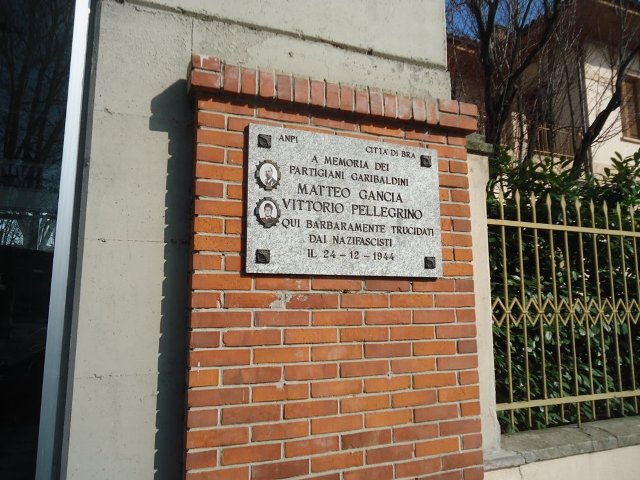 ANPI CITTÀ DI BRA
A MEMORIA DEI
PARTIGIANI GARIBALDINI
MATTEO GANCIA
VITTORIO PELLEGRINO
QUI BARBARAMENTE TRUCIDATI
DAI NAZIFASCISTI
IL 24-12-1944